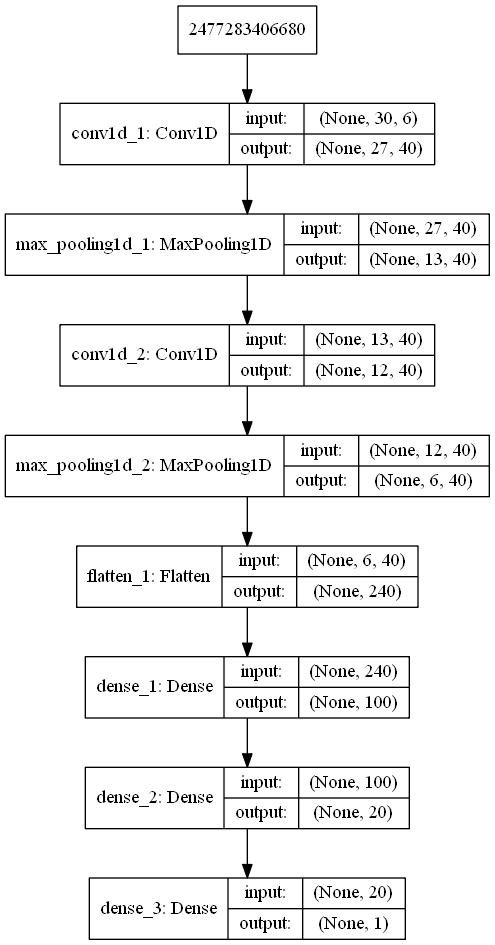 2477283406680
conv1d_1: Conv1D
input: (None, 30, 6)
output: (None, 27, 40)
max_pooling1d_1: MaxPooling1D
input: (None, 27, 40)
output: (None, 13, 40)
conv1d_2: Conv1D
input: (None, 13, 40)
output: (None, 12, 40)
max_pooling1d_2: MaxPooling1D
input: (None, 12, 40)
output: (None, 6, 40)
flatten_1: Flatten
input: (None, 6, 40)
output: (None, 240)
dense_1: Dense
input: (None, 240)
output: (None, 100)
dense_2: Dense
input: (None, 100)
output: (None, 20)
dense_3: Dense
input: (None, 20)
output: (None, 1)